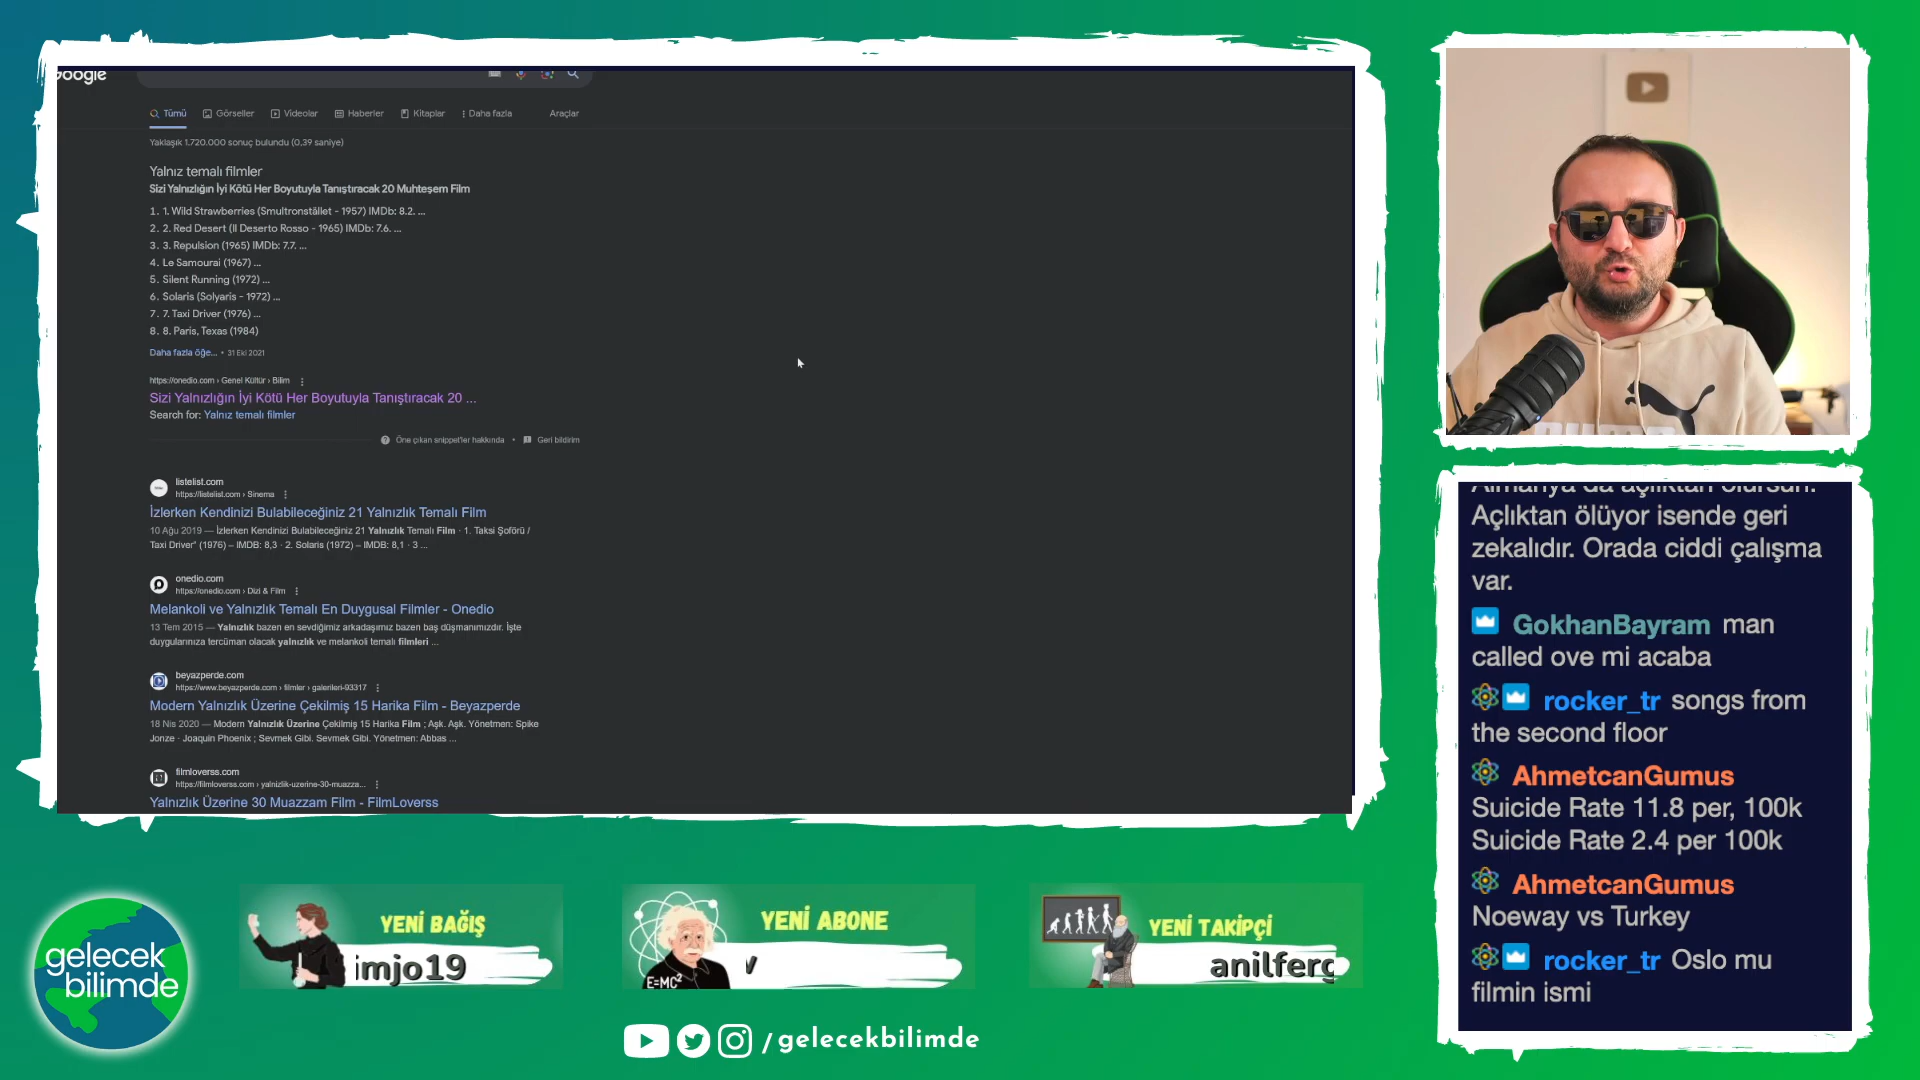 Google
Tümü Görseller Videolar Haberler Kitaplar Daha fazla Araçlar
Yaklaşık 1.720.000 sonuç bulundu (0,39 saniye)
Yalnız temalı filmler
Sizi Yalnızlığın İyi Kötü Her Boyutuyla Tanıştıracak 20 Muhteşem Film
1. 1. Wild Strawberries (Smultronstället - 1957) IMDb: 8.2. ...
2. 2. Red Desert (Il Deserto Rosso - 1965) IMDb: 7.6. ...
3. 3. Repulsion (1965) IMDb: 7.7. ...
4. Le Samourai (1967) ...
5. Silent Running (1972) ...
6. Solaris (Solyaris - 1972) ...
7. 7. Taxi Driver (1976) ...
8. 8. Paris, Texas (1984)
Daha fazla öğe... • 31 Eki 2021
https://onedio.com › Genel Kültür › Bilim
Sizi Yalnızlığın İyi Kötü Her Boyutuyla Tanıştıracak 20 ...
Search for: Yalnız temalı filmler
Öne çıkan snippet'ler hakkında • Geri bildirim
listelist.com
https://listelist.com › Sinema
İzlerken Kendinizi Bulabileceğiniz 21 Yalnızlık Temalı Film
10 Ağu 2019 — İzlerken Kendinizi Bulabileceğiniz 21 Yalnızlık Temalı Film · 1. Taksi Şoförü /
Taxi Driver" (1976) – IMDB: 8,3 · 2. Solaris (1972) – IMDB: 8,1 · 3 ...
onedio.com
https://onedio.com › Dizi & Film
Melankoli ve Yalnızlık Temalı En Duygusal Filmler - Onedio
13 Tem 2015 — Yalnızlık bazen en sevdiğimiz arkadaşımız bazen baş düşmanımızdır. İşte
duygularınıza tercüman olacak yalnızlık ve melankoli temalı filmleri ...
beyazperde.com
https://www.beyazperde.com › filmler › galerileri-93317
Modern Yalnızlık Üzerine Çekilmiş 15 Harika Film - Beyazperde
18 Nis 2020 — Modern Yalnızlık Üzerine Çekilmiş 15 Harika Film ; Aşk. Aşk. Yönetmen: Spike
Jonze · Joaquin Phoenix ; Sevmek Gibi. Sevmek Gibi. Yönetmen: Abbas ...
filmloverss.com
https://filmloverss.com › yalnizlik-uzerine-30-muazza...
Yalnızlık Üzerine 30 Muazzam Film - FilmLoverss
Almanya da açlıktan ölürsün.
Açlıktan ölüyor isende geri
zekalıdır. Orada ciddi çalışma
var.
GokhanBayram man
called ove mi acaba
rocker_tr songs from
the second floor
AhmetcanGumus
Suicide Rate 11.8 per, 100k
Suicide Rate 2.4 per 100k
AhmetcanGumus
Noeway vs Turkey
rocker_tr Oslo mu
filmin ismi
gelecek
bilimde
YENİ BAĞIŞ
imjo19
YENİ ABONE
E=MC²
YENİ TAKİPÇİ
anilferg
/gelecekbilimde